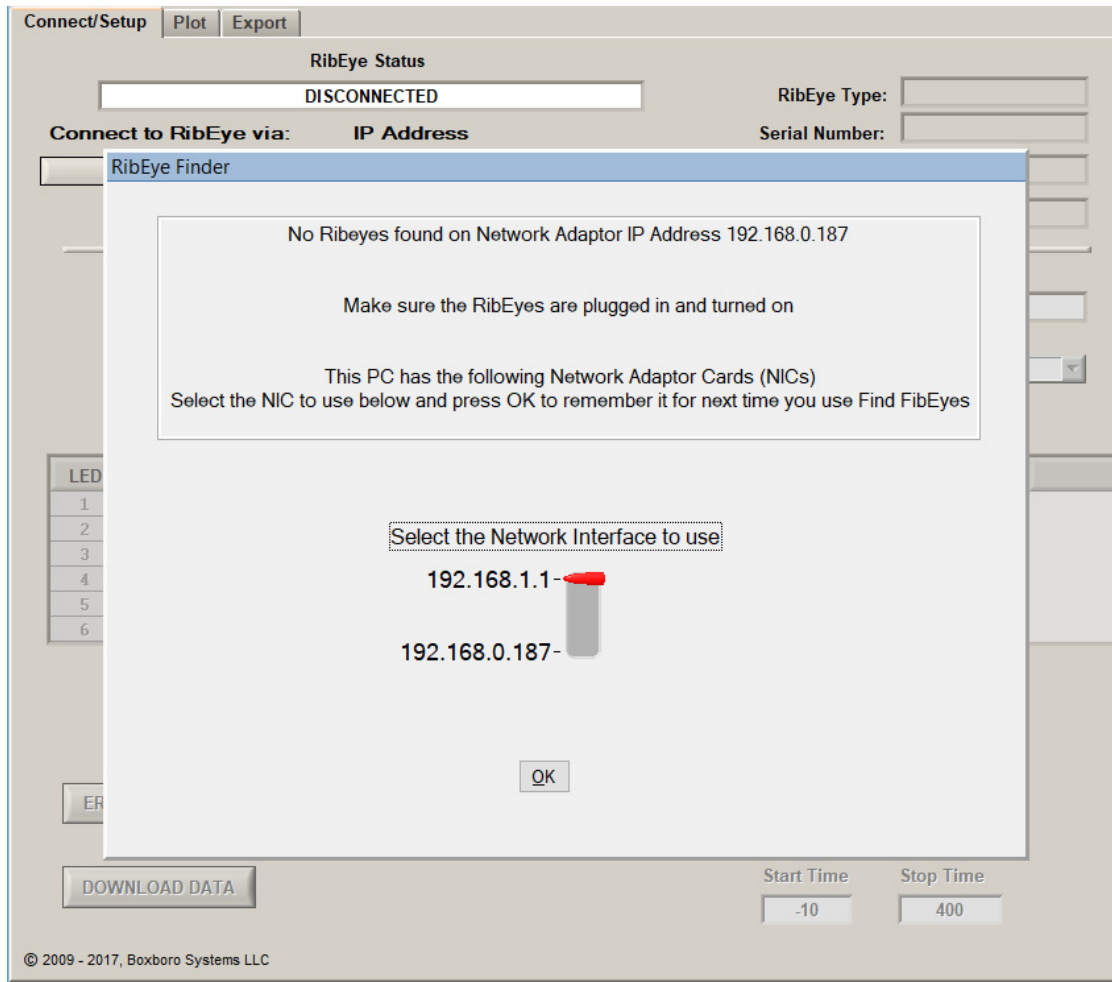 Connect/Setup Plot Export
RibEye Status
DISCONNECTED
RibEye Type:
Connect to RibEye via: IP Address
Serial Number:
RibEye Finder
No Ribeyes found on Network Adaptor IP Address 192.168.0.187
Make sure the RibEyes are plugged in and turned on
This PC has the following Network Adaptor Cards (NICs)
Select the NIC to use below and press OK to remember it for next time you use Find FibEyes
LED
1
2
3
4
5
6
Select the Network Interface to use
192.168.1.1-
192.168.0.187-
OK
ER
DOWNLOAD DATA
Start Time Stop Time
-10 400
© 2009 - 2017, Boxboro Systems LLC